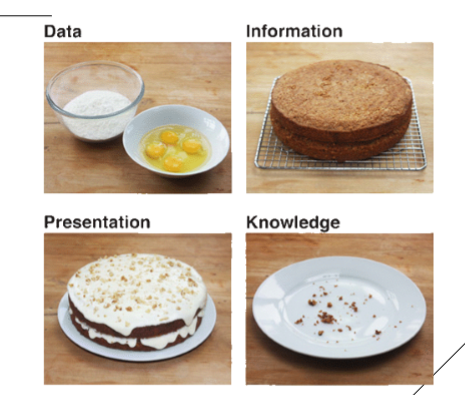 Data
Information
Presentation
Knowledge